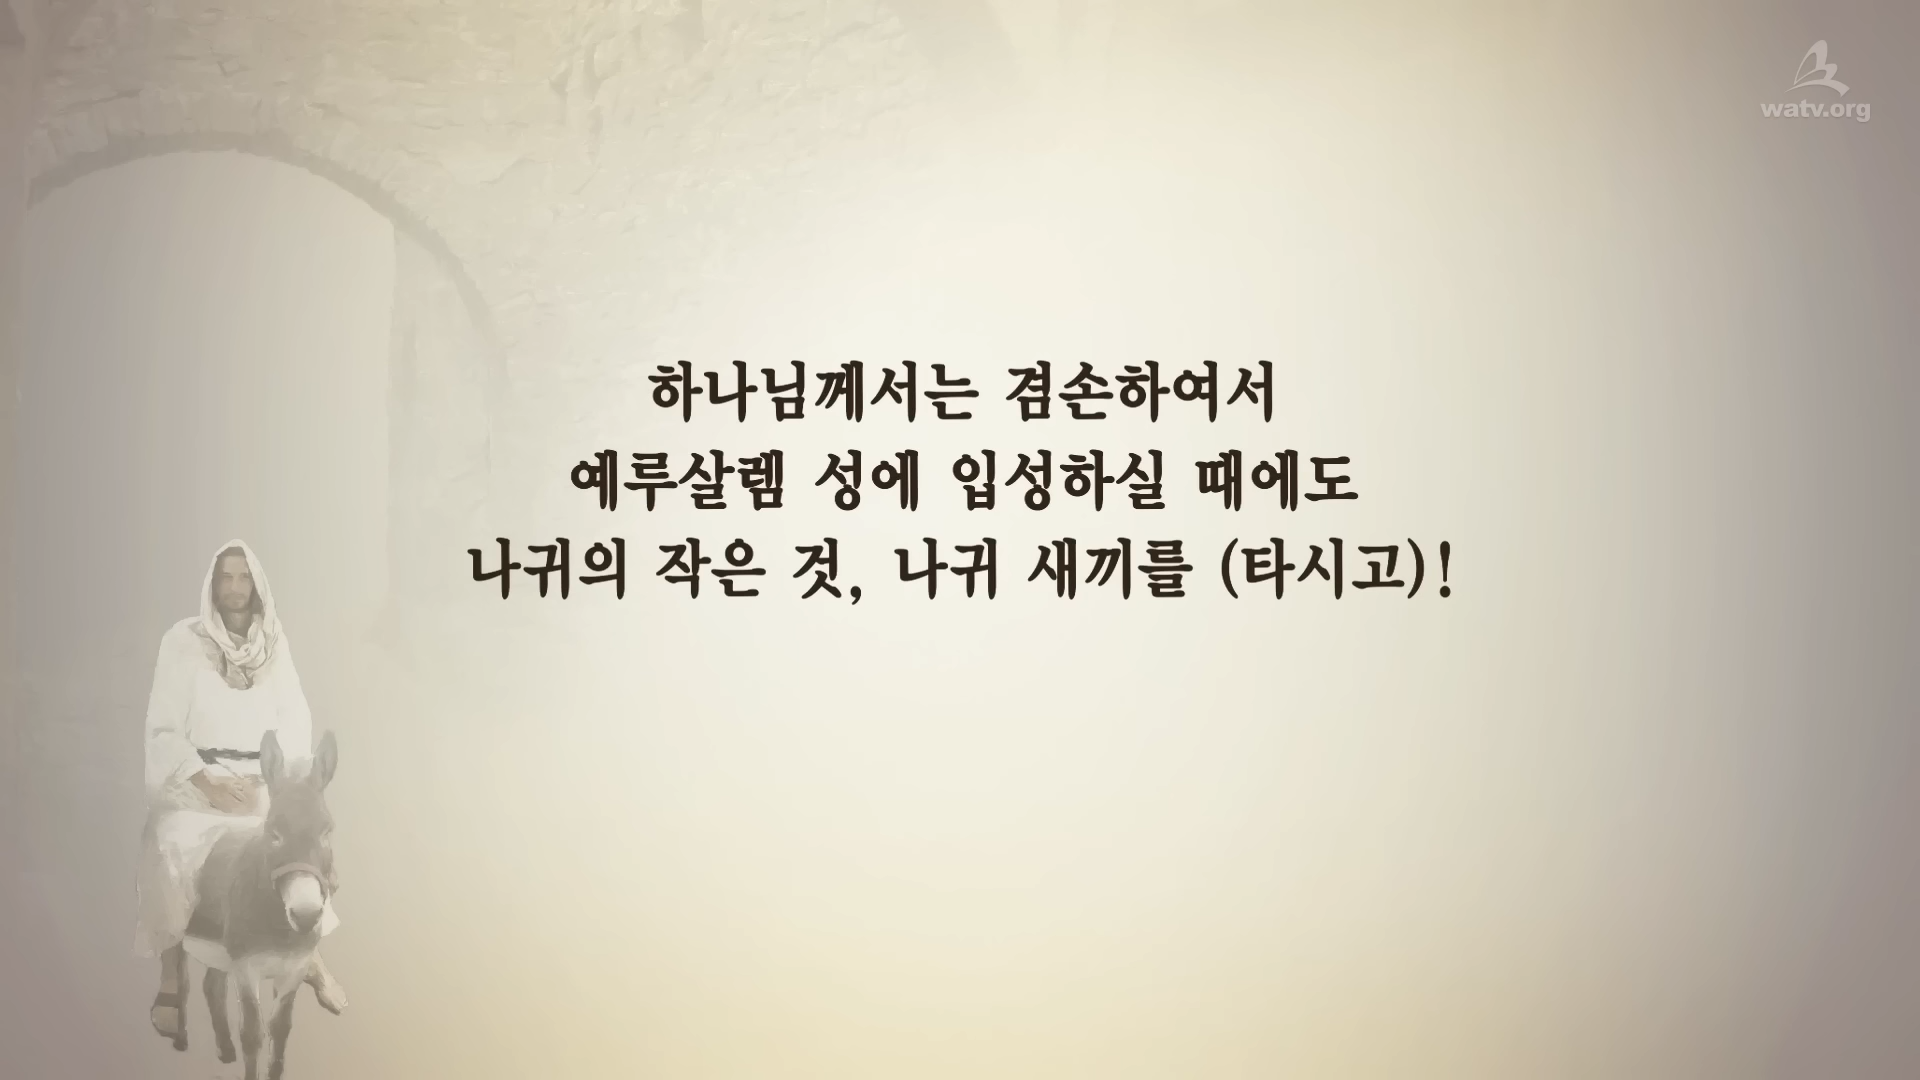 watv.org
하나님께서는 겸손하여서
예루살렘 성에 입성하실 때에도
나귀의 작은 것, 나귀 새끼를 (타시고)!